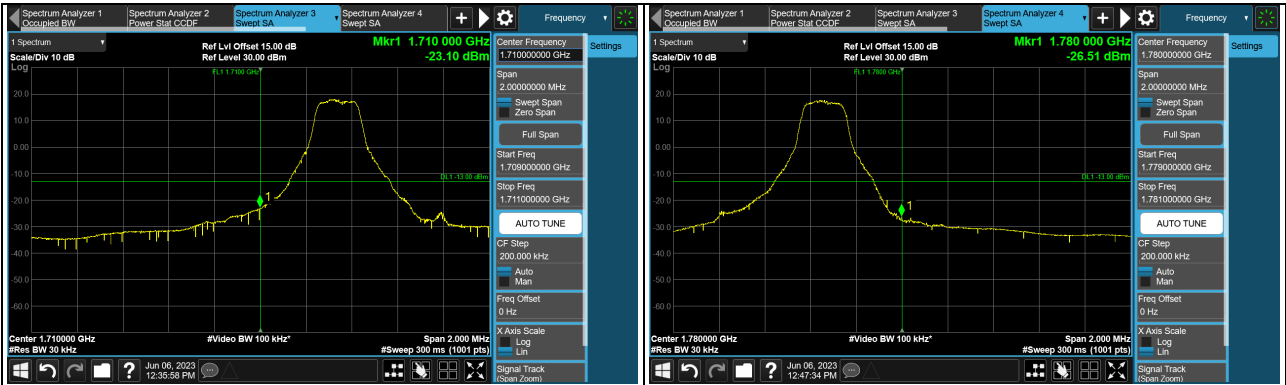 Spectrum Analyzer 1
Occupied BW
Spectrum Analyzer 2
Power Stat CCDF
Spectrum Analyzer 3
Swept SA
Spectrum Analyzer 4
Swept SA
+
Frequency
1 Spectrum
Scale/Div 10 dB
Log
Ref Lvl Offset 15.00 dB
Ref Level 30.00 dBm
Mkr1 1.710 000 GHz
-23.10 dBm
FL1 1.7100 GHz
20.0
10.0
0.00
-10.0
DL1 -13.00 dBm
-20.0
1
-30.0
-40.0
-50.0
-60.0
Center 1.710000 GHz
#Res BW 30 kHz
#Video BW 100 kHz*
Span 2.000 MHz
#Sweep 300 ms (1001 pts)
Center Frequency
1.710000000 GHz
Settings
Span
2.00000000 MHz
Swept Span
Zero Span
Full Span
Start Freq
1.709000000 GHz
Stop Freq
1.711000000 GHz
AUTO TUNE
CF Step
200.000 kHz
Auto
Man
Freq Offset
0 Hz
X Axis Scale
Log
Lin
Signal Track
(Span Zoom)
?
Jun 06, 2023
12:35:58 PM
Spectrum Analyzer 1
Occupied BW
Spectrum Analyzer 2
Power Stat CCDF
Spectrum Analyzer 3
Swept SA
Spectrum Analyzer 4
Swept SA
+
Frequency
1 Spectrum
Scale/Div 10 dB
Log
Ref Lvl Offset 15.00 dB
Ref Level 30.00 dBm
Mkr1 1.780 000 GHz
-26.51 dBm
FL1 1.7800 GHz
20.0
10.0
0.00
-10.0
DL1 -13.00 dBm
-20.0
1
-30.0
-40.0
-50.0
-60.0
Center 1.780000 GHz
#Res BW 30 kHz
#Video BW 100 kHz*
Span 2.000 MHz
#Sweep 300 ms (1001 pts)
Center Frequency
1.780000000 GHz
Settings
Span
2.00000000 MHz
Swept Span
Zero Span
Full Span
Start Freq
1.779000000 GHz
Stop Freq
1.781000000 GHz
AUTO TUNE
CF Step
200.000 kHz
Auto
Man
Freq Offset
0 Hz
X Axis Scale
Log
Lin
Signal Track
(Span Zoom)
?
Jun 06, 2023
12:47:34 PM